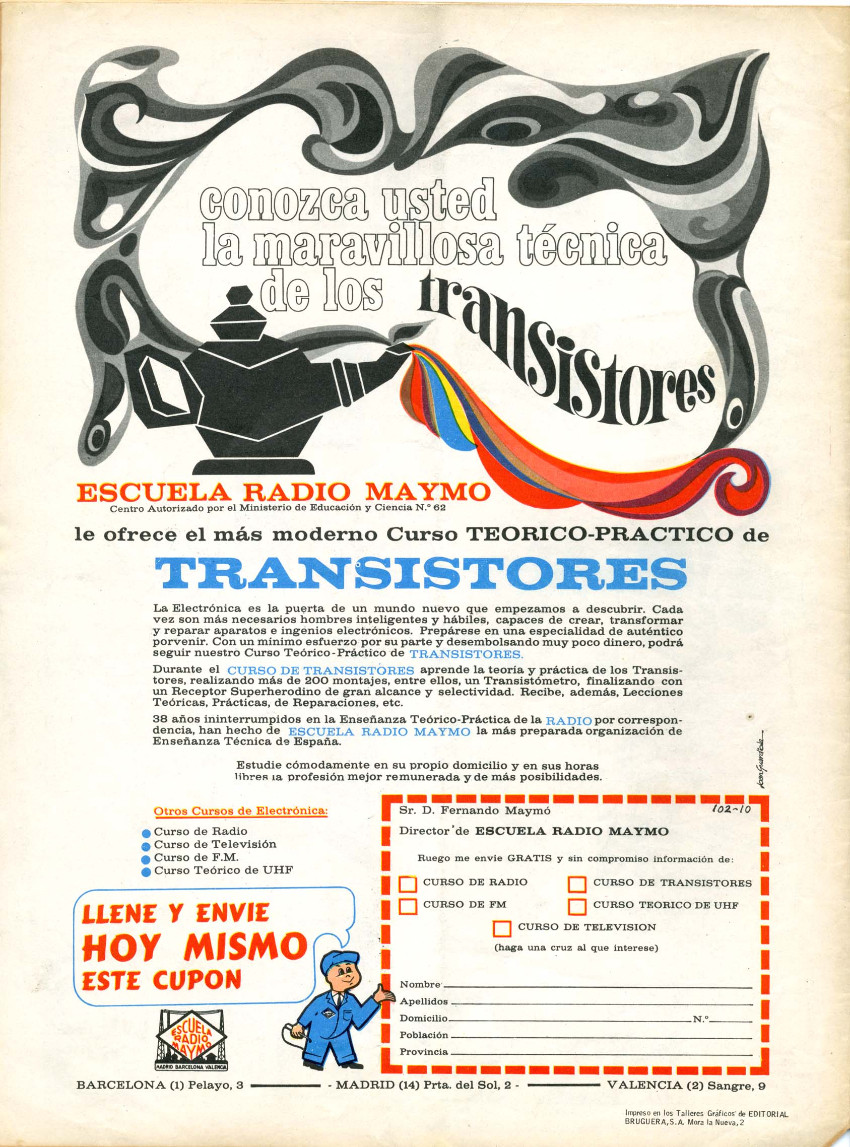 conozca usted
la maravillosa técnica
de los transistores
ESCUELA RADIO MAYMO
Centro Autorizado por el Ministerio de Educación y Ciencia N.º 62
le ofrece el más moderno Curso TEORICO-PRACTICO de
TRANSISTORES
La Electrónica es la puerta de un mundo nuevo que empezamos a descubrir. Cada
vez son más necesarios hombres inteligentes y hábiles, capaces de crear, transformar
y reparar aparatos e ingenios electrónicos. Prepárese en una especialidad de auténtico
porvenir. Con un mínimo esfuerzo por su parte y desembolsando muy poco dinero, podrá
seguir nuestro Curso Teórico-Práctico de TRANSISTORES.
Durante el CURSO DE TRANSISTORES aprende la teoría y práctica de los Transis-
tores, realizando más de 200 montajes, entre ellos, un Transistómetro, finalizando con
un Receptor Superherodino de gran alcance y selectividad. Recibe, además, Lecciones
Teóricas, Prácticas, de Reparaciones, etc.
38 años ininterrumpidos en la Enseñanza Teórico-Práctica de la RADIO por correspon-
dencia, han hecho de ESCUELA RADIO MAYMO la más preparada organización de
Enseñanza Técnica de España.
Estudie cómodamente en su propio domicilio y en sus horas
libres la profesión mejor remunerada y de más posibilidades.
Otros Cursos de Electrónica:
Curso de Radio
Curso de Televisión
Curso de F.M.
Curso Teórico de UHF
LLENE Y ENVIE
HOY MISMO
ESTE CUPON
ESCUELA
RADIO
MAYMO
MADRID BARCELONA VALENCIA
Sr. D. Fernando Maymó 102-10
Director de ESCUELA RADIO MAYMO
Ruego me envíe GRATIS y sin compromiso información de:
CURSO DE RADIO CURSO DE TRANSISTORES
CURSO DE FM CURSO TEORICO DE UHF
CURSO DE TELEVISION
(haga una cruz al que interese)
Nombre
Apellidos
Domicilio N.º
Población
Provincia
BARCELONA (1) Pelayo, 3 - MADRID (14) Prta. del Sol, 2 - VALENCIA (2) Sangre, 9
Impreso en los Talleres Gráficos de EDITORIAL
BRUGUERA, S.A. Mora la Nueva, 2